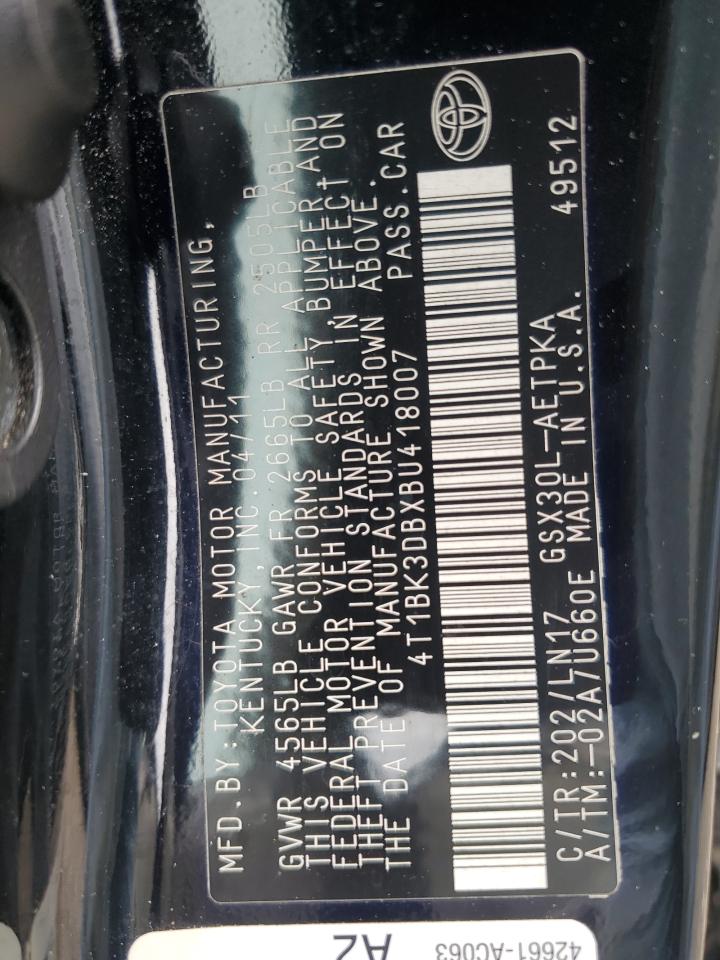 MFD.BY:TOYOTA MOTOR MANUFACTURING,
KENTUCKY,INC. 04/11
GVWR 4565LB GAWR FR 2665LB RR 2505LB
THIS VEHICLE CONFORMS TO ALL APPLICABLE
FEDERAL MOTOR VEHICLE SAFETY, BUMPER, AND
THEFT PREVENTION STANDARDS IN EFFECT ON
THE DATE OF MANUFACTURE SHOWN ABOVE.
4T1BK3DBXBU418007 PASS.CAR
C/TR:202/LN17 GSX30L-AETPKA 49512
A/TM:-02A/U660E MADE IN U.S.A.
42661-AC063
A2